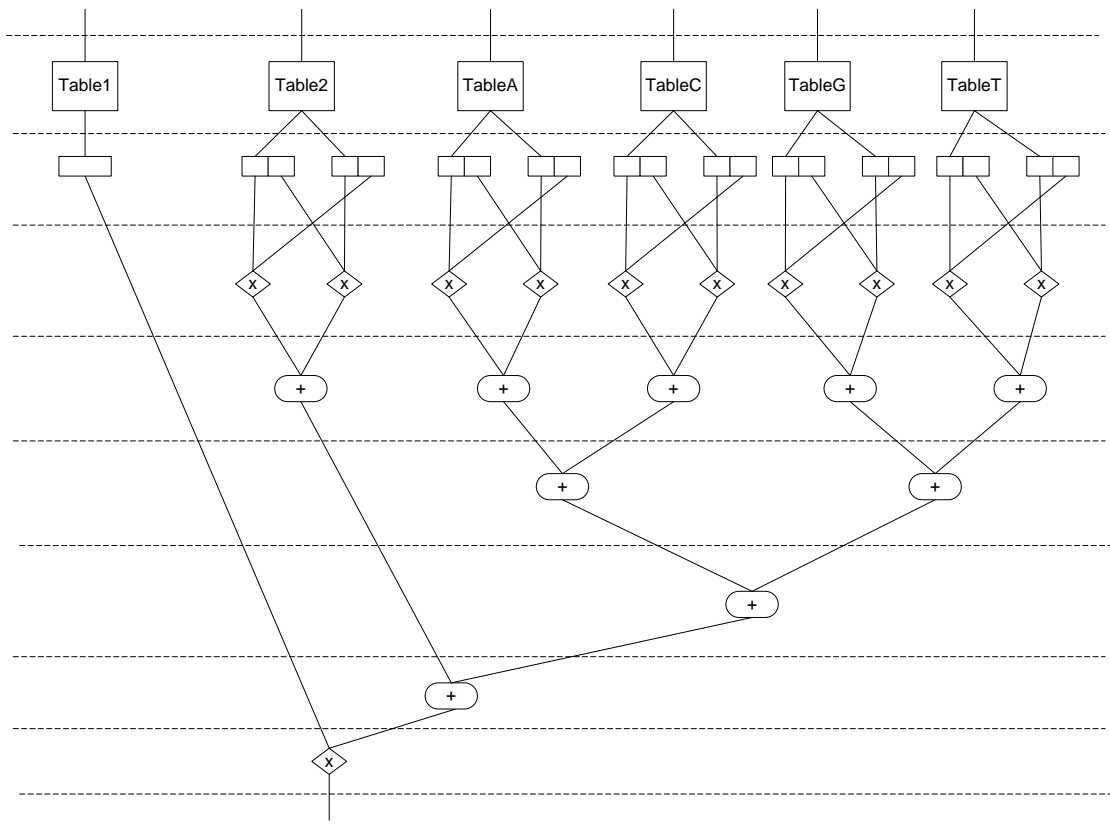 Table1 Table2 TableA TableC TableG TableT
x x x x x x x x x x
+ + + + +
+ +
+
+
x